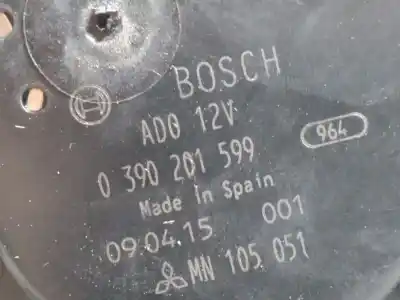 BOSCH
ADO 12V
964
0 390 201 599
Made in Spain
09.04.15 001
MN 105 051